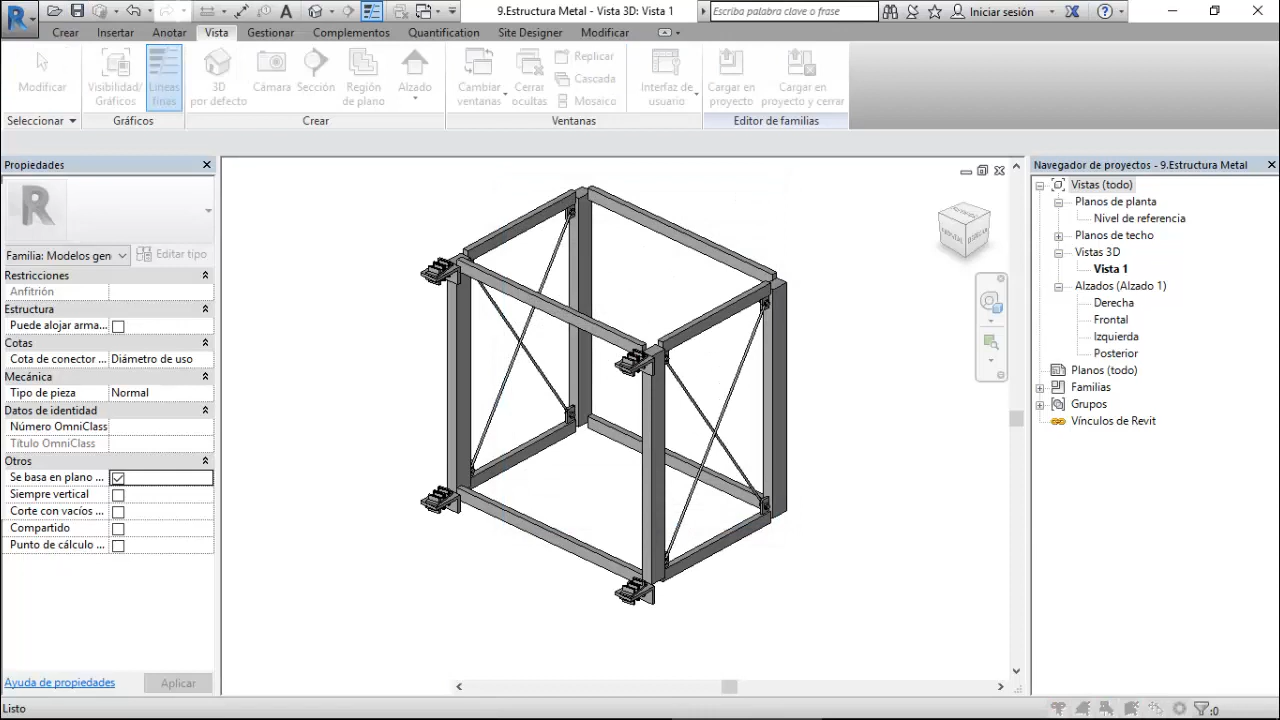 9.Estructura Metal - Vista 3D: Vista 1
Escriba palabra clave o frase
Iniciar sesión
Crear
Insertar
Anotar
Vista
Gestionar
Complementos
Quantification
Site Designer
Modificar
Modificar
Visibilidad/
Gráficos
Líneas
finas
3D
por defecto
Cámara
Sección
Región
de plano
Alzado
Cambiar
ventanas
Cerrar
ocultas
Replicar
Cascada
Mosaico
Interfaz de
usuario
Cargar en
proyecto
Cargar en
proyecto y cerrar
Seleccionar
Gráficos
Crear
Ventanas
Editor de familias
Propiedades
R
Familia: Modelos gen
Editar tipo
Restricciones
Anfitrión
Estructura
Puede alojar arma...
Cotas
Cota de conector ... Diámetro de uso
Mecánica
Tipo de pieza Normal
Datos de identidad
Número OmniClass
Título OmniClass
Otros
Se basa en plano ...
Siempre vertical
Corte con vacíos ...
Compartido
Punto de cálculo ...
Ayuda de propiedades
Aplicar
Navegador de proyectos - 9.Estructura Metal
Vistas (todo)
Planos de planta
Nivel de referencia
Planos de techo
Vistas 3D
Vista 1
Alzados (Alzado 1)
Derecha
Frontal
Izquierda
Posterior
Planos (todo)
Familias
Grupos
Vínculos de Revit
Listo
:0